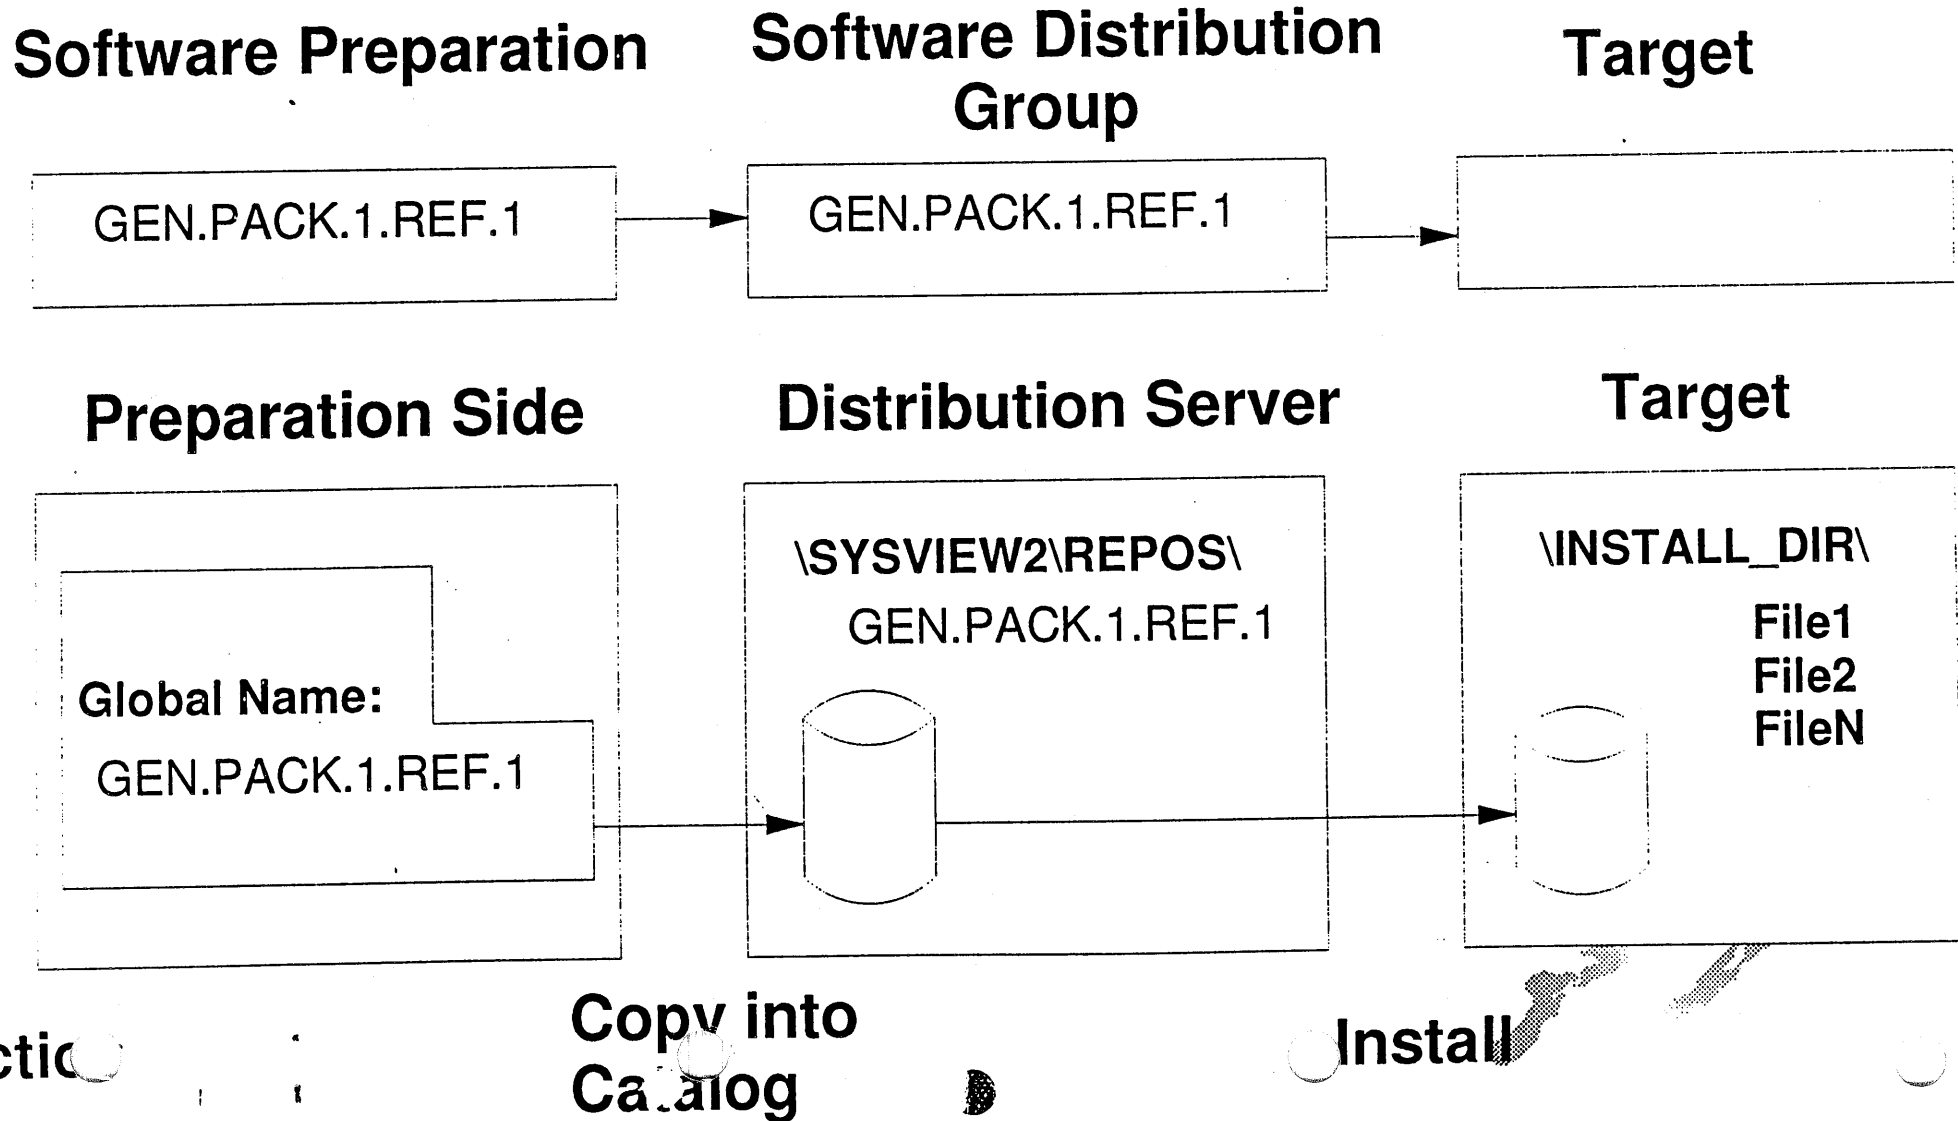 Software Preparation
Software Distribution
Group
Target
GEN.PACK.1.REF.1
GEN.PACK.1.REF.1
Preparation Side
Distribution Server
Target
Global Name:
GEN.PACK.1.REF.1
\SYSVIEW2\REPOS\
GEN.PACK.1.REF.1
\INSTALL_DIR\
File1
File2
FileN
Copy into
Catalog
Install